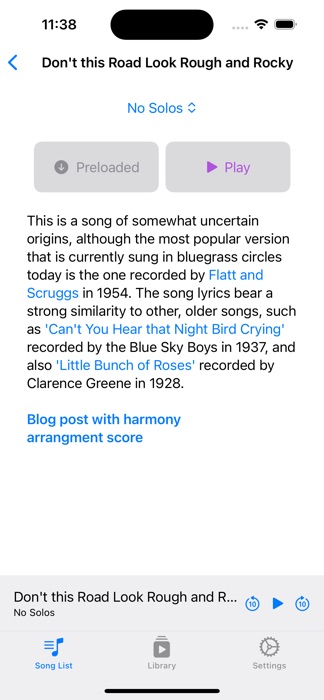 11:38
Don't this Road Look Rough and Rocky
No Solos
Preloaded
Play
This is a song of somewhat uncertain
origins, although the most popular version
that is currently sung in bluegrass circles
today is the one recorded by Flatt and
Scruggs in 1954. The song lyrics bear a
strong similarity to other, older songs, such
as 'Can't You Hear that Night Bird Crying'
recorded by the Blue Sky Boys in 1937, and
also 'Little Bunch of Roses' recorded by
Clarence Greene in 1928.
Blog post with harmony
arrangment score
Don't this Road Look Rough and R...
No Solos
10
10
Song List
Library
Settings